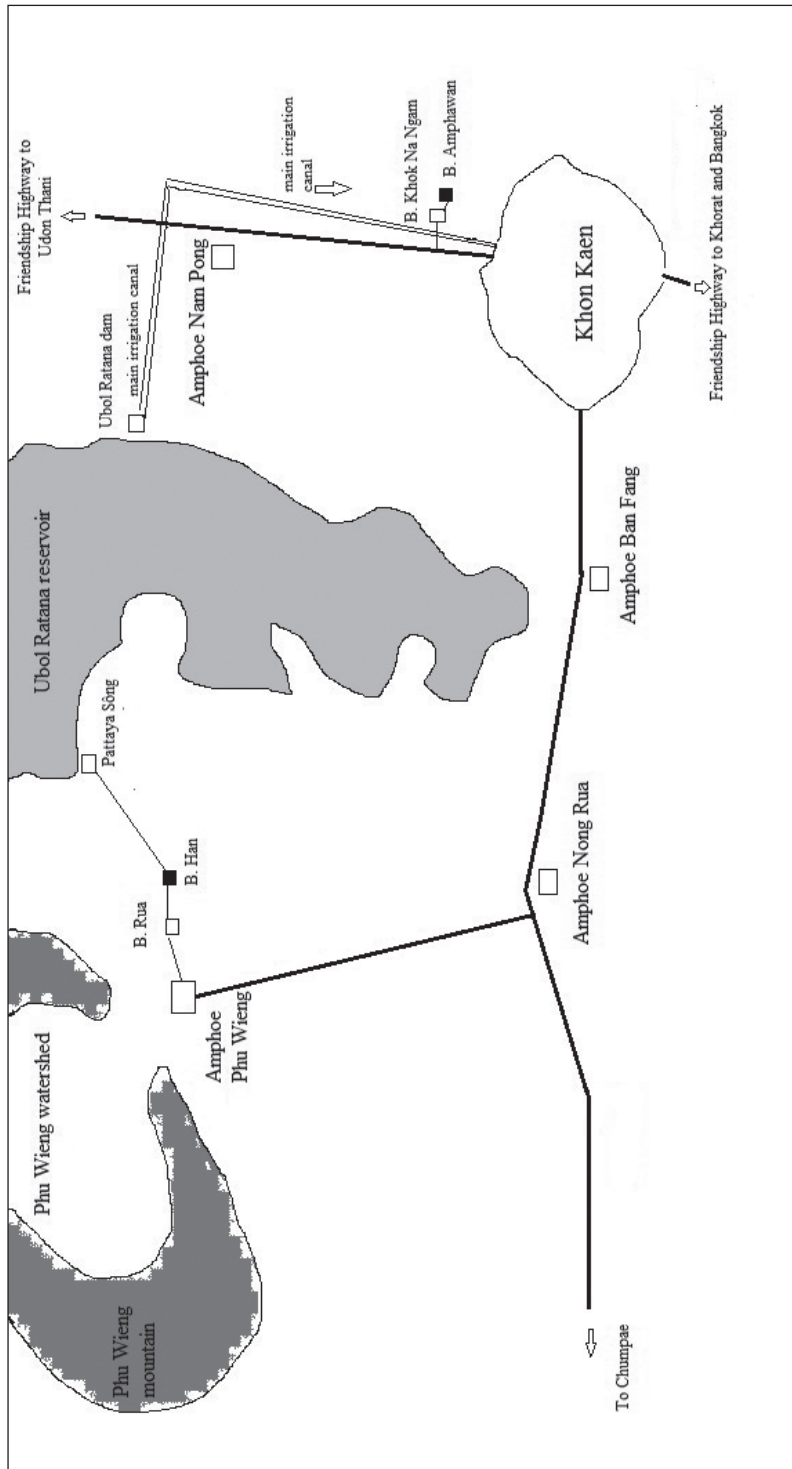 Friendship Highway to
Udon Thani
main irrigation
canal
B. Khok Na Ngam
B. Amphawan
Ubol Ratana dam
main irrigation canal
Amphoe Nam Pong
Khon Kaen
Friendship Highway to Khorat and Bangkok
Ubol Ratana reservoir
Pattaya Sông
B. Han
B. Rua
Amphoe Ban Fang
Amphoe Nong Rua
Phu Wieng watershed
Amphoe
Phu Wieng
Phu Wieng
mountain
To Chumpae